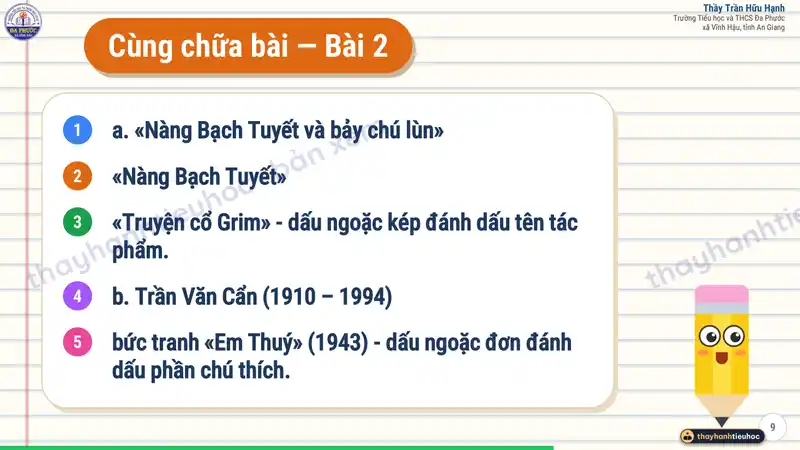 Thầy Trần Hữu Hạnh
Trường Tiểu học và THCS Đa Phước
xã Vĩnh Hậu, tỉnh An Giang
ĐA PHƯỚC
Cùng chữa bài – Bài 2
1 a. «Nàng Bạch Tuyết và bảy chú lùn»
2 «Nàng Bạch Tuyết»
3 «Truyện cổ Grim» - dấu ngoặc kép đánh dấu tên tác
phẩm.
4 b. Trần Văn Cẩn (1910 – 1994)
5 bức tranh «Em Thuý» (1943) - dấu ngoặc đơn đánh
dấu phần chú thích.
thayhanhtieuhoc
9